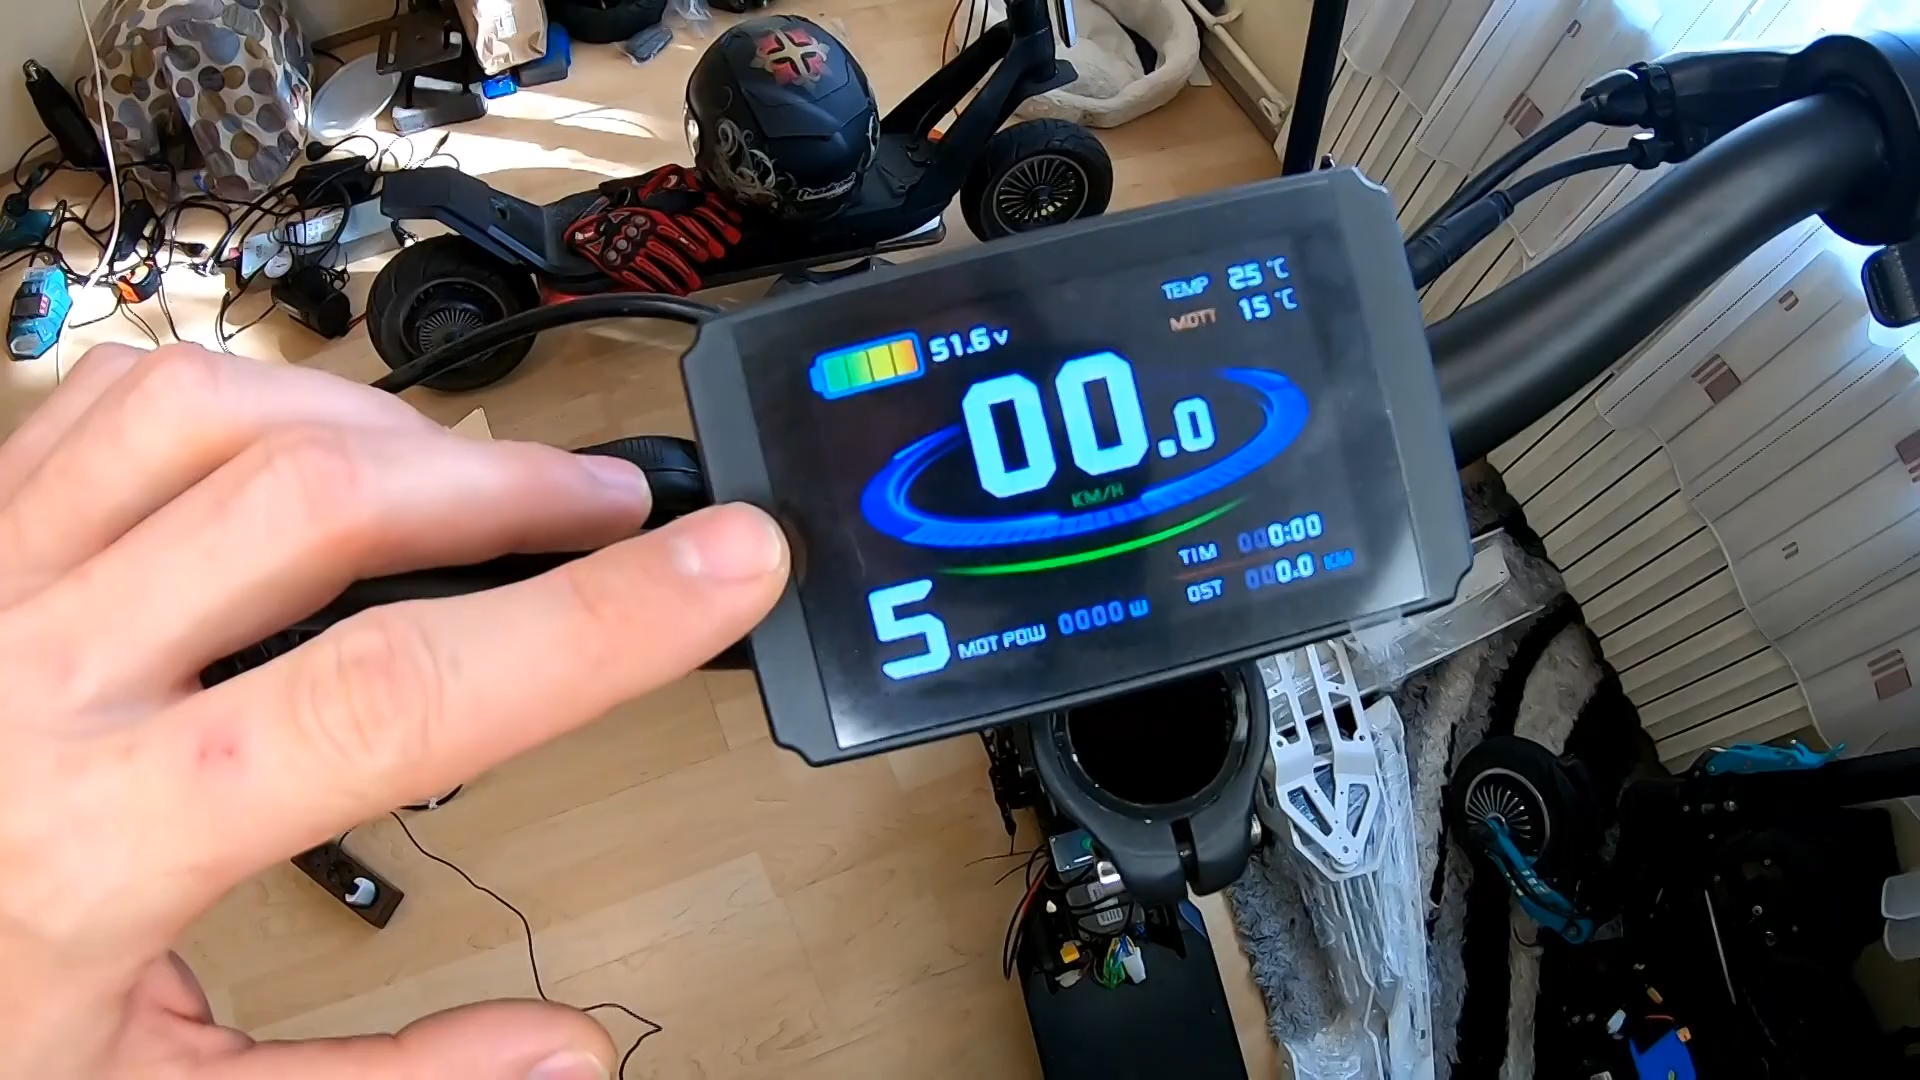 TEMP 25°C
MOT1 15°C
51.6V
00.0
KM/H
TIM 000:00
DST 000.0 KM
5 MOT POW 0000 W